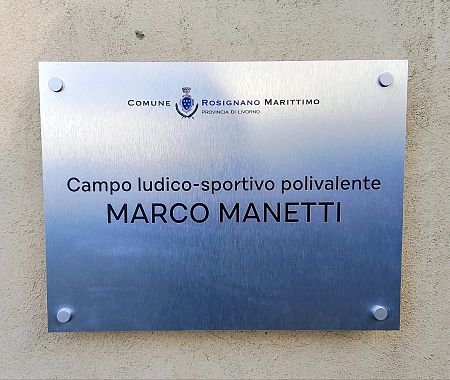 COMUNE ROSIGNANO MARITTIMO
PROVINCIA DI LIVORNO
Campo ludico-sportivo polivalente
MARCO MANETTI